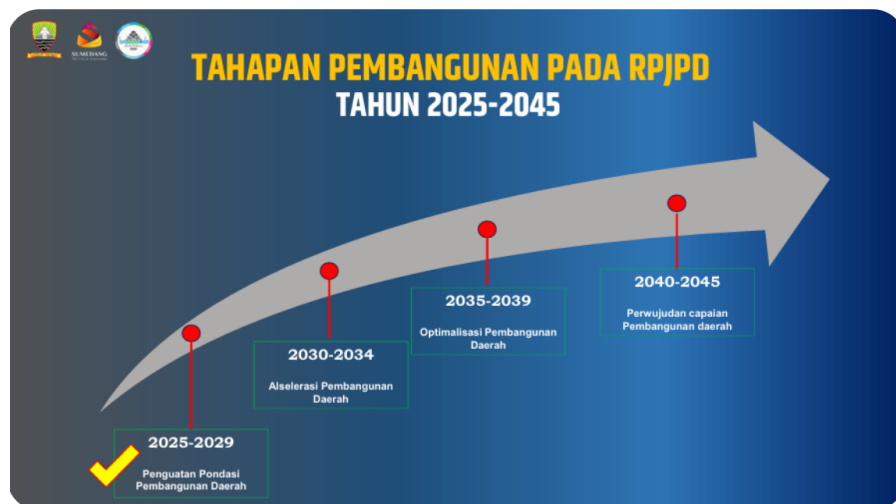 SUMEDANG
TAHAPAN PEMBANGUNAN PADA RPJPD
TAHUN 2025-2045
2025-2029
Penguatan Pondasi
Pembangunan Daerah
2030-2034
Alselerasi Pembangunan
Daerah
2035-2039
Optimalisasi Pembangunan
Daerah
2040-2045
Perwujudan capaian
Pembangunan daerah